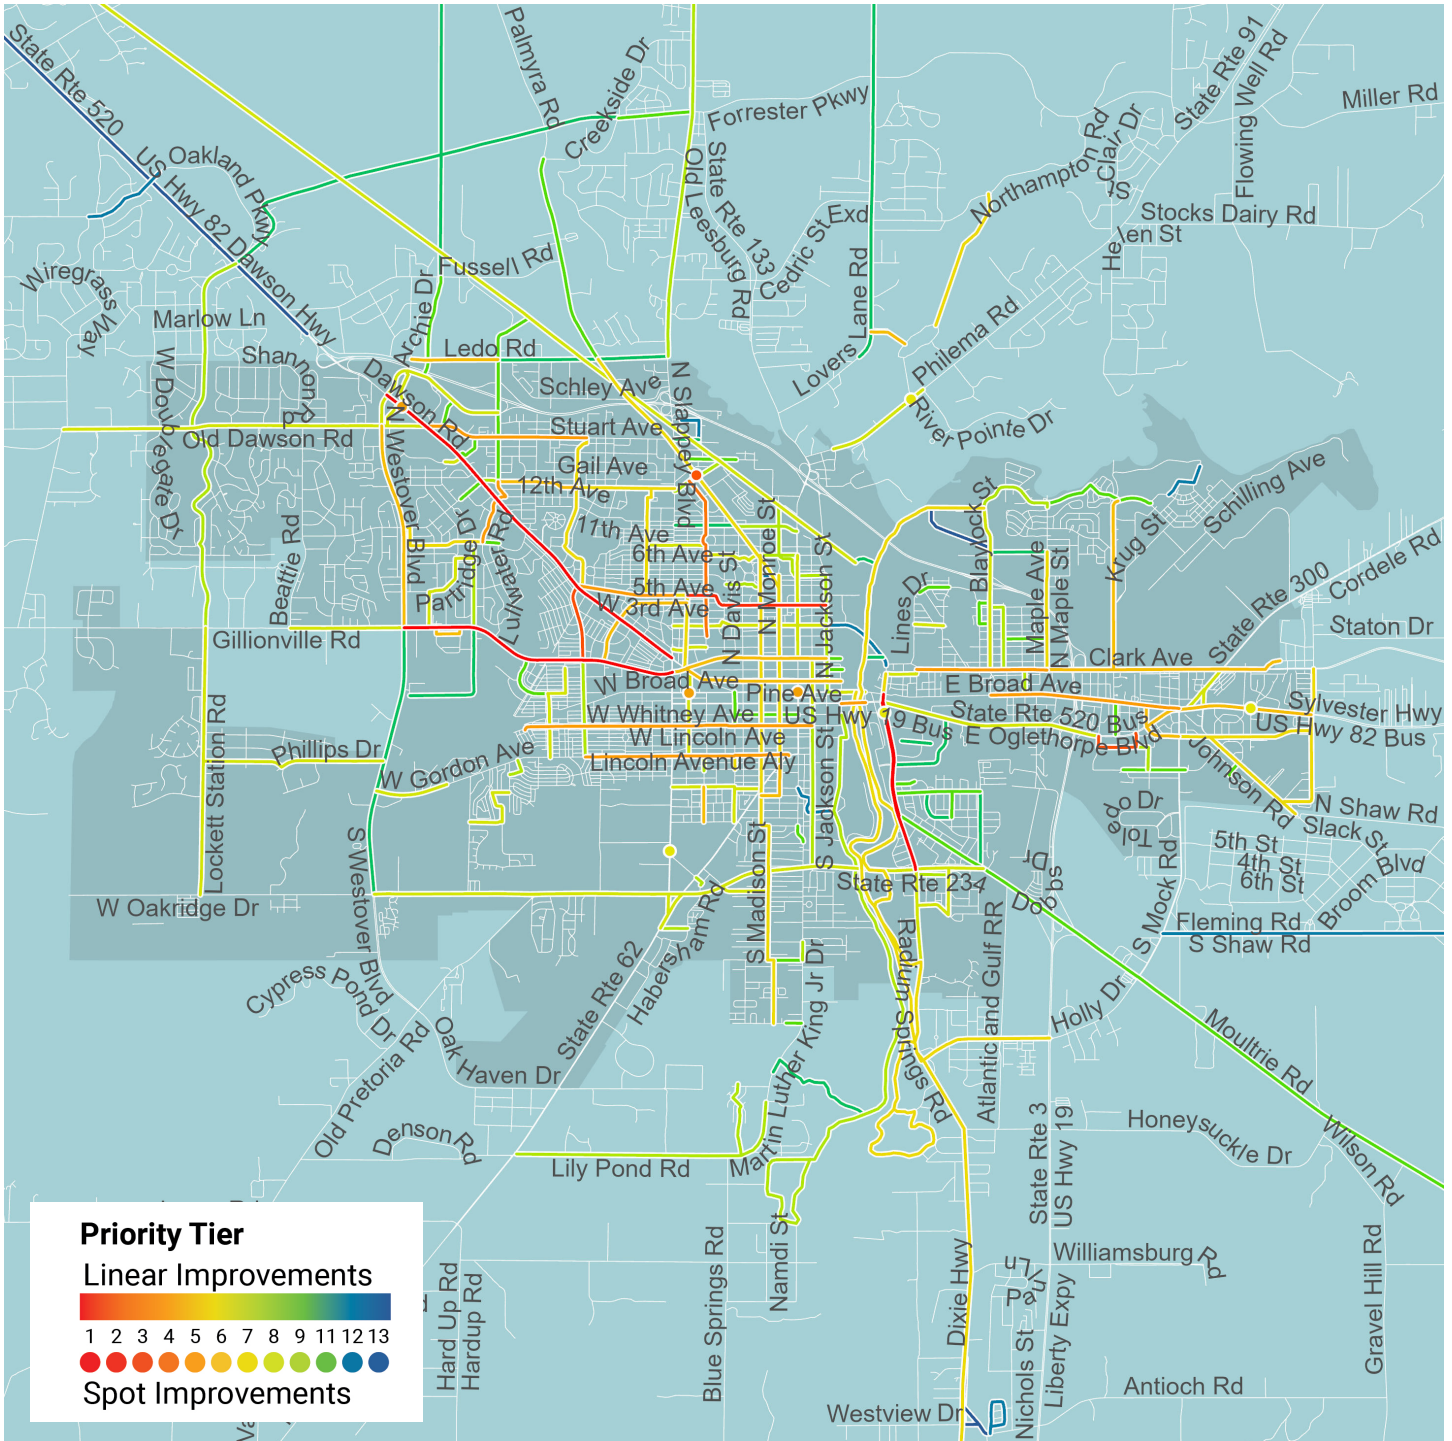 State Rte 520
Palmyra Rd
Creekside Dr
Forrester Pkwy
State Rte 91
Flowing Well Rd
Miller Rd
US Hwy 82 Dawson Hwy
Oakland Pkwy
Old Leesburg Rd
State Rte 133
Cedric St
Exd
Northampton Rd
St Clair Dr
Stocks Dairy Rd
Helen St
Wiregrass Way
Fussell Rd
Archie Dr
Lovers Lane Rd
Philema Rd
Marlow Ln
Shannon Rd
Ledo Rd
W Doublegate Dr
Dawson Rd
Schley Ave
N Slappey Blvd
River Pointe Dr
Old Dawson Rd
N Westover Blvd
Stuart Ave
Gail Ave
12th Ave
11th Ave
6th Ave
5th Ave
W 3rd Ave
Beattie Rd
Partridge Dr
Lullwater Rd
N Davis St
N Monroe St
N Jackson St
Lines Dr
Blaylock St
Maple Ave
N Maple St
Krug St
Schilling Ave
Cordele Rd
State Rte 300
Staton Dr
Gillionville Rd
Clark Ave
W Broad Ave
Pine Ave
E Broad Ave
W Whitney Ave
US Hwy 19 Bus
State Rte 520 Bus
E Oglethorpe Blvd
Sylvester Hwy
US Hwy 82 Bus
W Lincoln Ave
Lincoln Avenue Aly
Lockett Station Rd
Phillips Dr
W Gordon Ave
S Jackson St
Johnson Rd
N Shaw Rd
Slack St
Toledo Dr
5th St
4th St
6th St
Broom Blvd
S Westover Blvd
S Madison St
State Rte 234
Dobbs Dr
S Mock Rd
W Oakridge Dr
Fleming Rd
S Shaw Rd
Cypress Pond Dr
State Rte 62
Habersham Rd
Martin Luther King Jr Dr
Radium Springs Rd
Atlantic and Gulf RR
Holly Dr
Moultrie Rd
Old Pretoria Rd
Oak Haven Dr
Denson Rd
Lily Pond Rd
State Rte 3
US Hwy 19
Honeysuckle Dr
Wilson Rd
Blue Springs Rd
Namdi St
Dixie Hwy
Williamsburg Rd
Gravel Hill Rd
Hard Up Rd
Hardup Rd
Liberty Expy
Nichols St
Antioch Rd
Westview Dr
Priority Tier
Linear Improvements
1 2 3 4 5 6 7 8 9 11 12 13
Spot Improvements